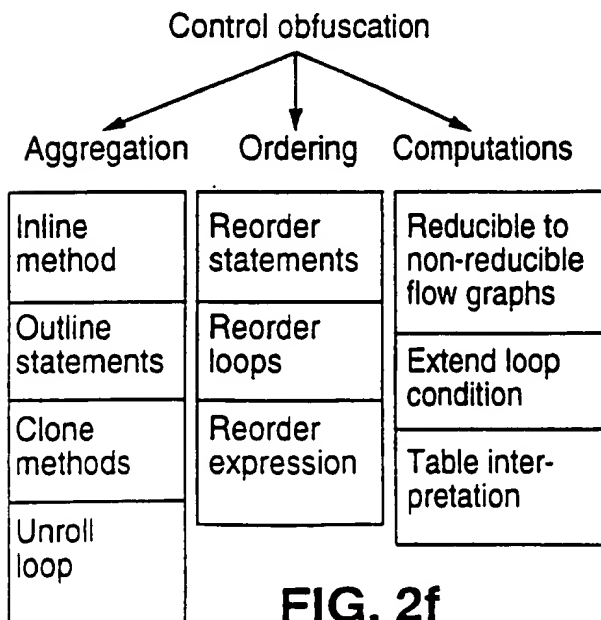 Control obfuscation
Aggregation
Ordering
Computations
Inline
method
Outline
statements
Clone
methods
Unroll
loop
Reorder
statements
Reorder
loops
Reorder
expression
Reducible to
non-reducible
flow graphs
Extend loop
condition
Table inter-
pretation
FIG. 2f